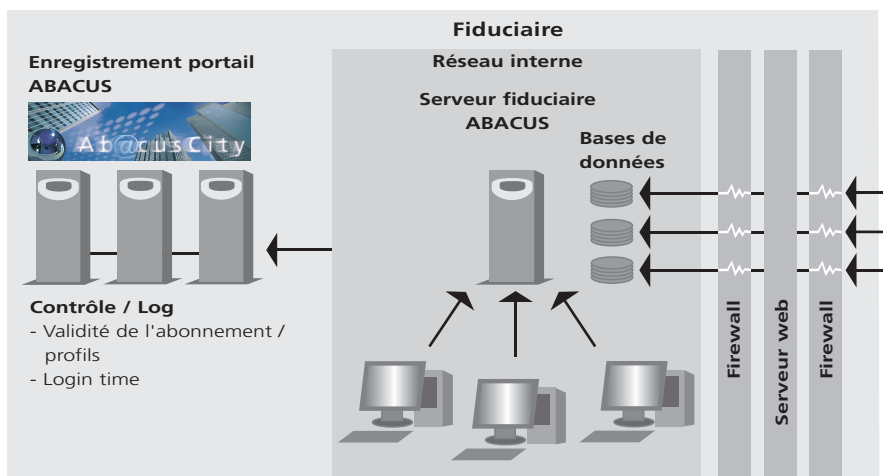 Fiduciaire
Enregistrement portail
ABACUS
Ab@cusCity
Réseau interne
Serveur fiduciaire
ABACUS
Bases de
données
Contrôle / Log
- Validité de l'abonnement /
profils
- Login time
Firewall
Serveur web
Firewall